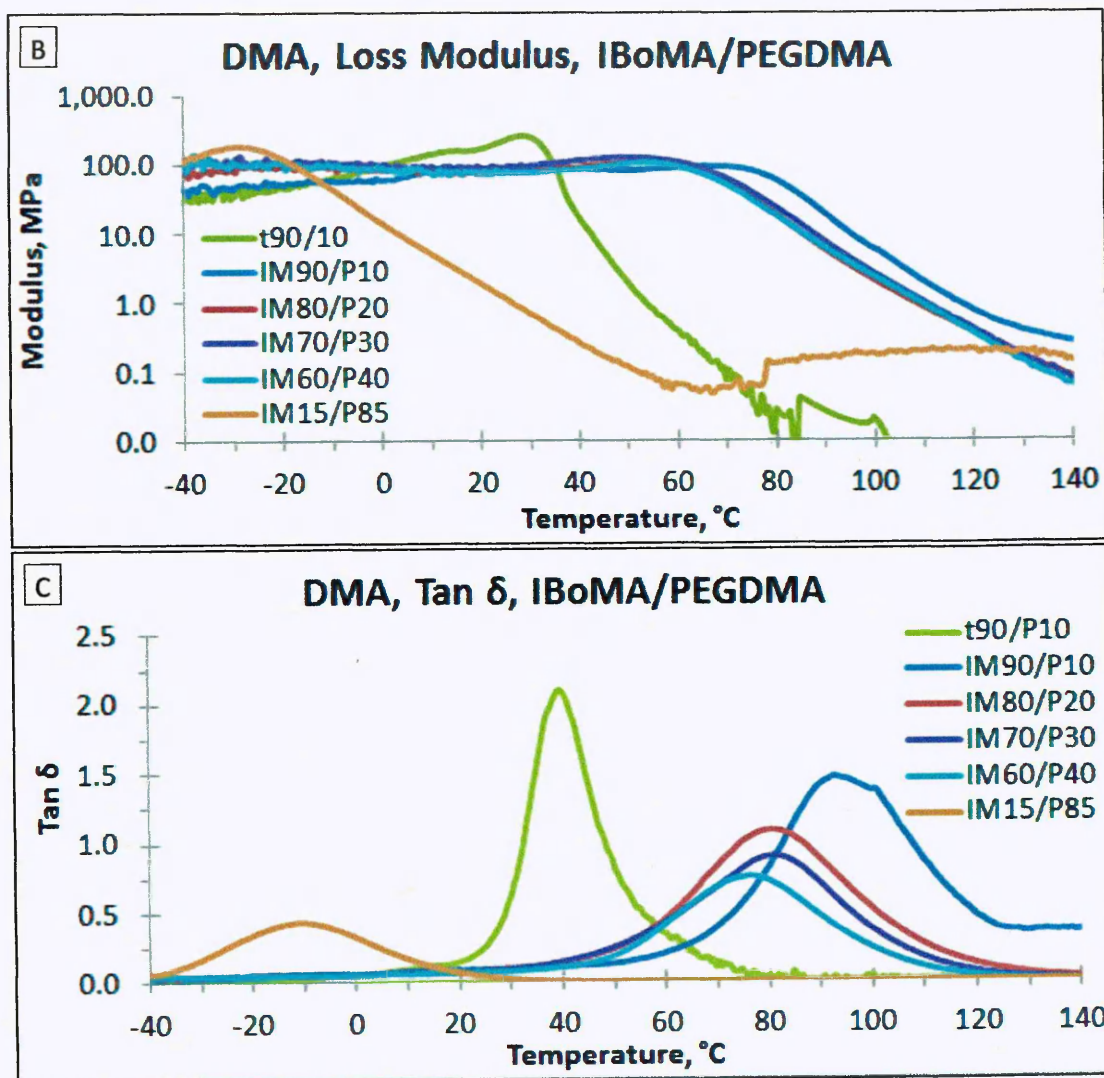 B
DMA, Loss Modulus, IBoMA/PEGDMA
1,000.0
100.0
10.0
1.0
0.1
0.0
Modulus, MPa
t90/10
IM90/P10
IM80/P20
IM70/P30
IM60/P40
IM15/P85
-40 -20 0 20 40 60 80 100 120 140
Temperature, °C
C
DMA, Tan δ, IBoMA/PEGDMA
2.5
2.0
1.5
1.0
0.5
0.0
Tan δ
t90/P10
IM90/P10
IM80/P20
IM70/P30
IM60/P40
IM15/P85
-40 -20 0 20 40 60 80 100 120 140
Temperature, °C